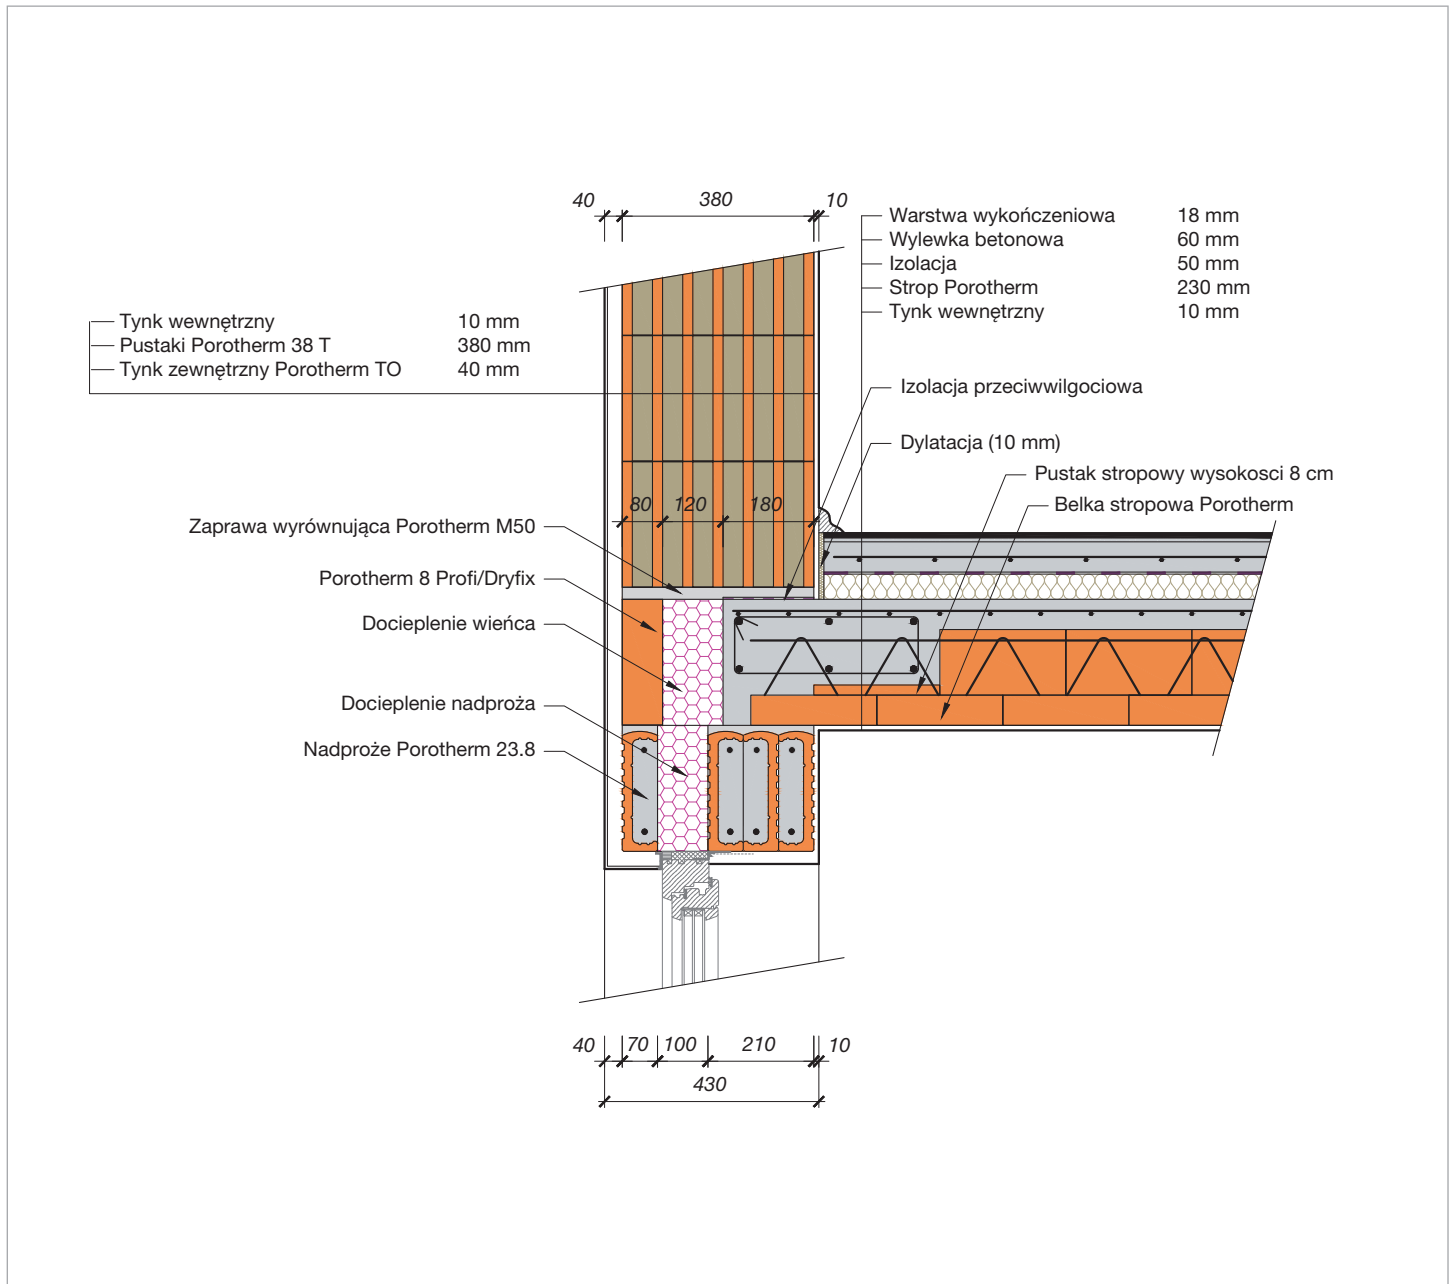 40 380 10
Warstwa wykończeniowa 18 mm
Wylewka betonowa 60 mm
Izolacja 50 mm
Strop Porotherm 230 mm
Tynk wewnętrzny 10 mm
Tynk wewnętrzny 10 mm
Pustaki Porotherm 38 T 380 mm
Tynk zewnętrzny Porotherm TO 40 mm
Izolacja przeciwwilgociowa
Dylatacja (10 mm)
Pustak stropowy wysokosci 8 cm
Belka stropowa Porotherm
80 120 180
Zaprawa wyrównująca Porotherm M50
Porotherm 8 Profi/Dryfix
Docieplenie wieńca
Docieplenie nadproża
Nadproże Porotherm 23.8
40 70 100 210 10
430